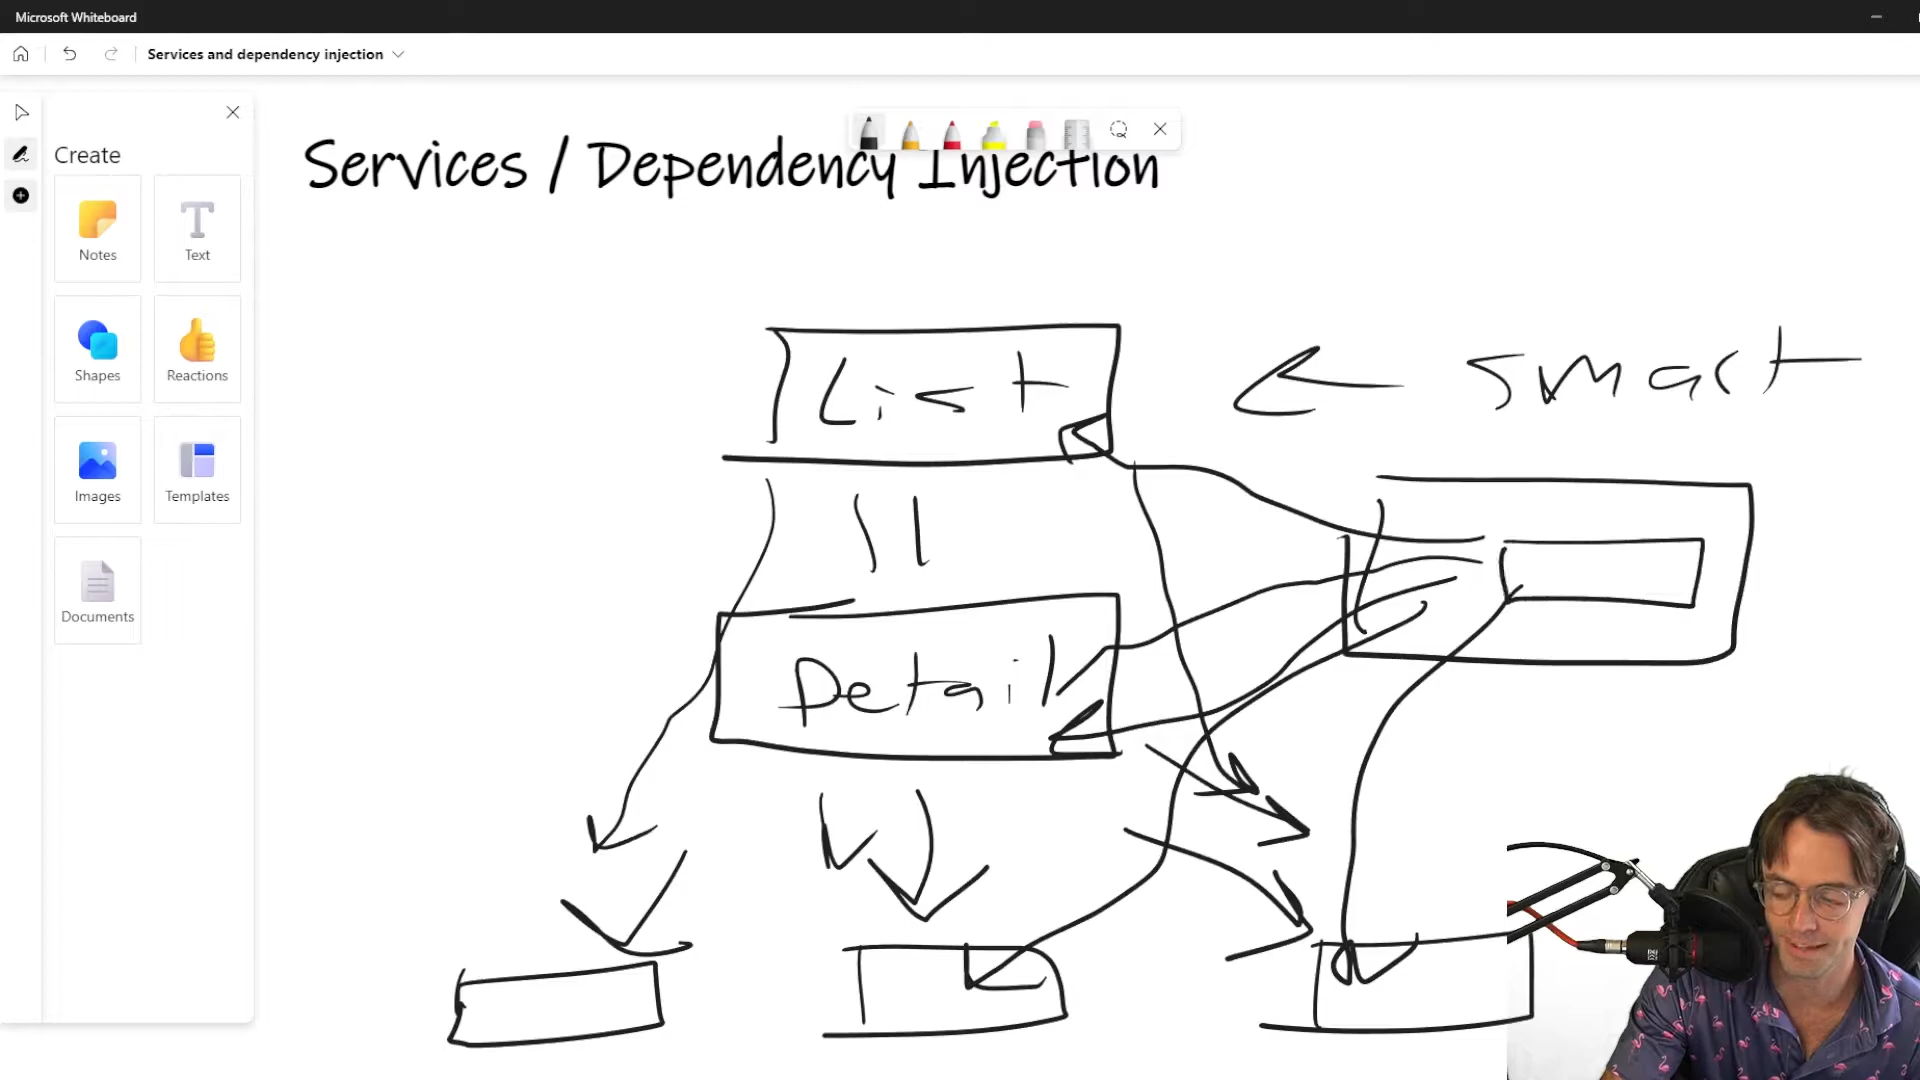 Microsoft Whiteboard
Services and dependency injection
Create
Notes
Text
Shapes
Reactions
Images
Templates
Documents
Services / Dependency Injection
List
smart
Detail